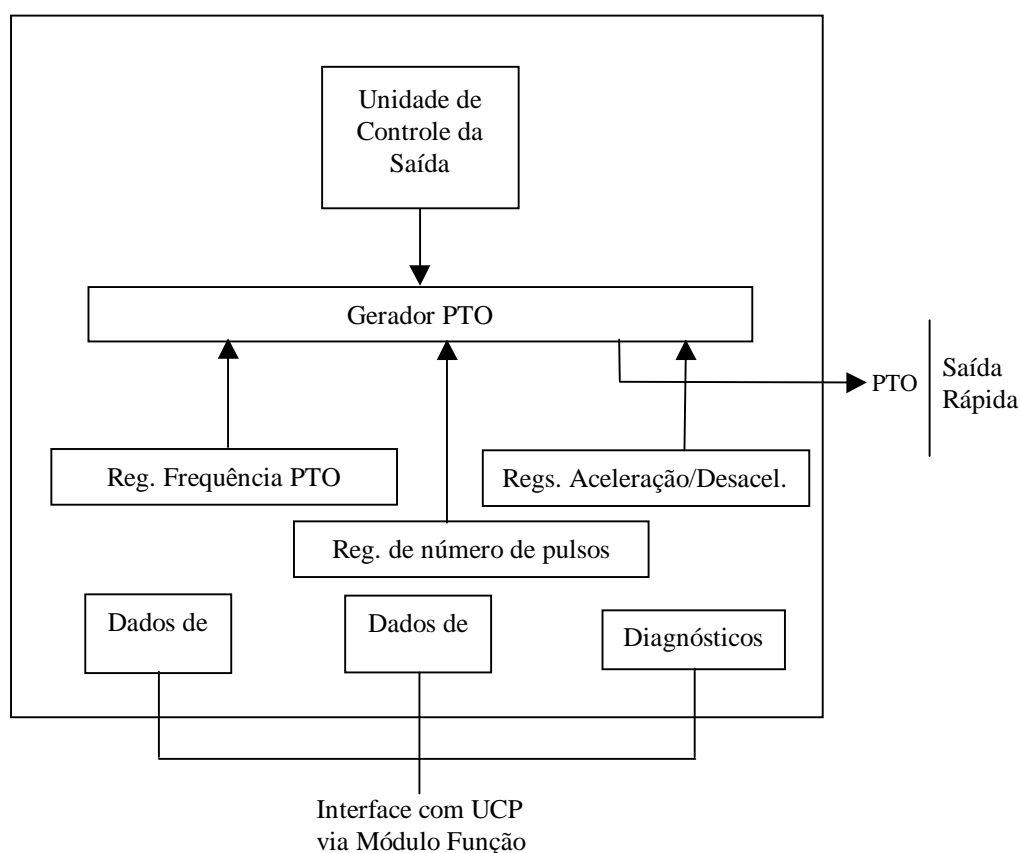 Unidade de
Controle da
Saída
Gerador PTO
PTO
Saída
Rápida
Reg. Frequência PTO
Regs. Aceleração/Desacel.
Reg. de número de pulsos
Dados de
Dados de
Diagnósticos
Interface com UCP
via Módulo Função